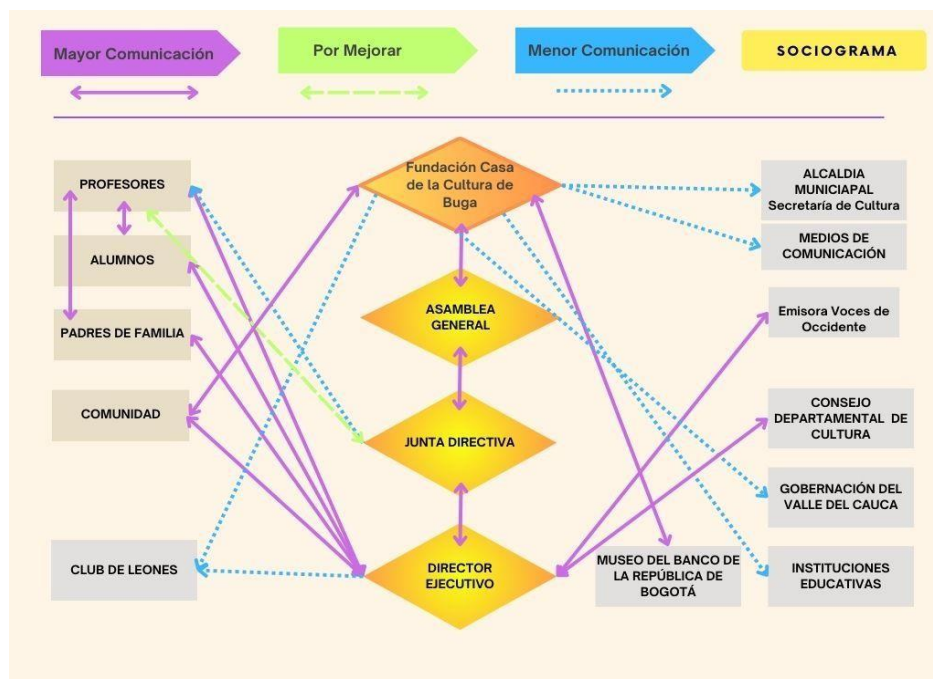 Mayor Comunicación
Por Mejorar
Menor Comunicación
SOCIOGRAMA
PROFESORES
ALUMNOS
PADRES DE FAMILIA
COMUNIDAD
CLUB DE LEONES
Fundación Casa
de la Cultura de
Buga
ASAMBLEA
GENERAL
JUNTA DIRECTIVA
DIRECTOR
EJECUTIVO
MUSEO DEL BANCO DE
LA REPÚBLICA DE
BOGOTÁ
ALCALDIA
MUNICIAPAL
Secretaría de Cultura
MEDIOS DE
COMUNICACIÓN
Emisora Voces de
Occidente
CONSEJO
DEPARTAMENTAL DE
CULTURA
GOBERNACIÓN DEL
VALLE DEL CAUCA
INSTITUCIONES
EDUCATIVAS